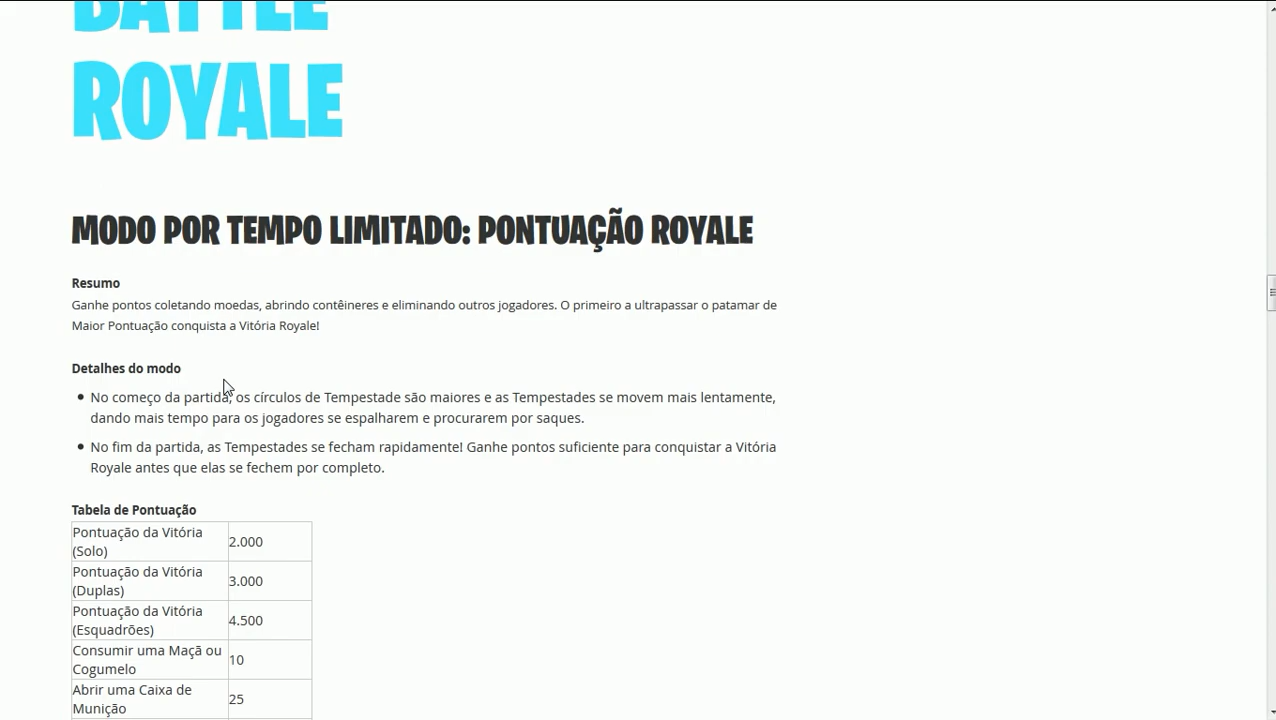 BATTLE
ROYALE
MODO POR TEMPO LIMITADO: PONTUAÇÃO ROYALE
Resumo
Ganhe pontos coletando moedas, abrindo contêineres e eliminando outros jogadores. O primeiro a ultrapassar o patamar de
Maior Pontuação conquista a Vitória Royale!
Detalhes do modo
No começo da partida, os círculos de Tempestade são maiores e as Tempestades se movem mais lentamente,
dando mais tempo para os jogadores se espalharem e procurarem por saques.
No fim da partida, as Tempestades se fecham rapidamente! Ganhe pontos suficiente para conquistar a Vitória
Royale antes que elas se fechem por completo.
Tabela de Pontuação
Pontuação da Vitória
(Solo) 2.000
Pontuação da Vitória
(Duplas) 3.000
Pontuação da Vitória
(Esquadrões) 4.500
Consumir uma Maçã ou
Cogumelo 10
Abrir uma Caixa de
Munição 25